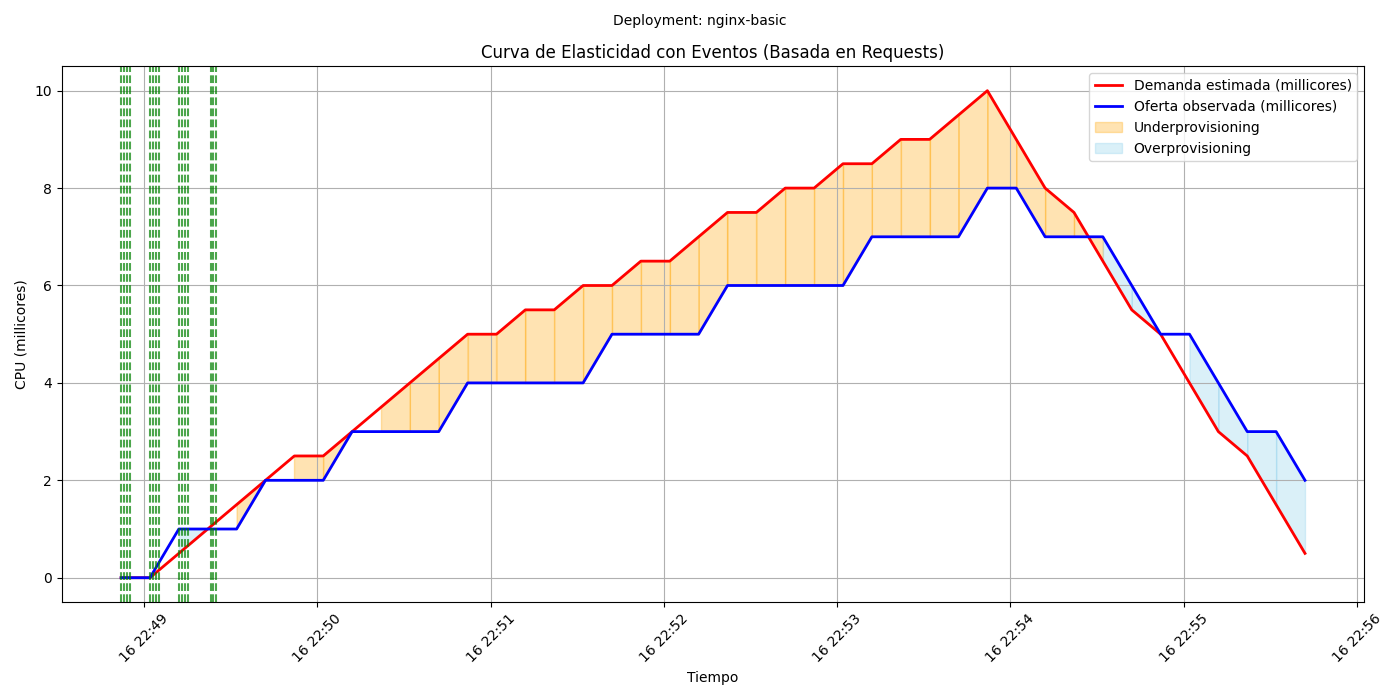 Deployment: nginx-basic
Curva de Elasticidad con Eventos (Basada en Requests)
Demanda estimada (millicores)
Oferta observada (millicores)
Underprovisioning
Overprovisioning
CPU (millicores)
10
8
6
4
2
0
16 22:49
16 22:50
16 22:51
16 22:52
16 22:53
16 22:54
16 22:55
16 22:56
Tiempo